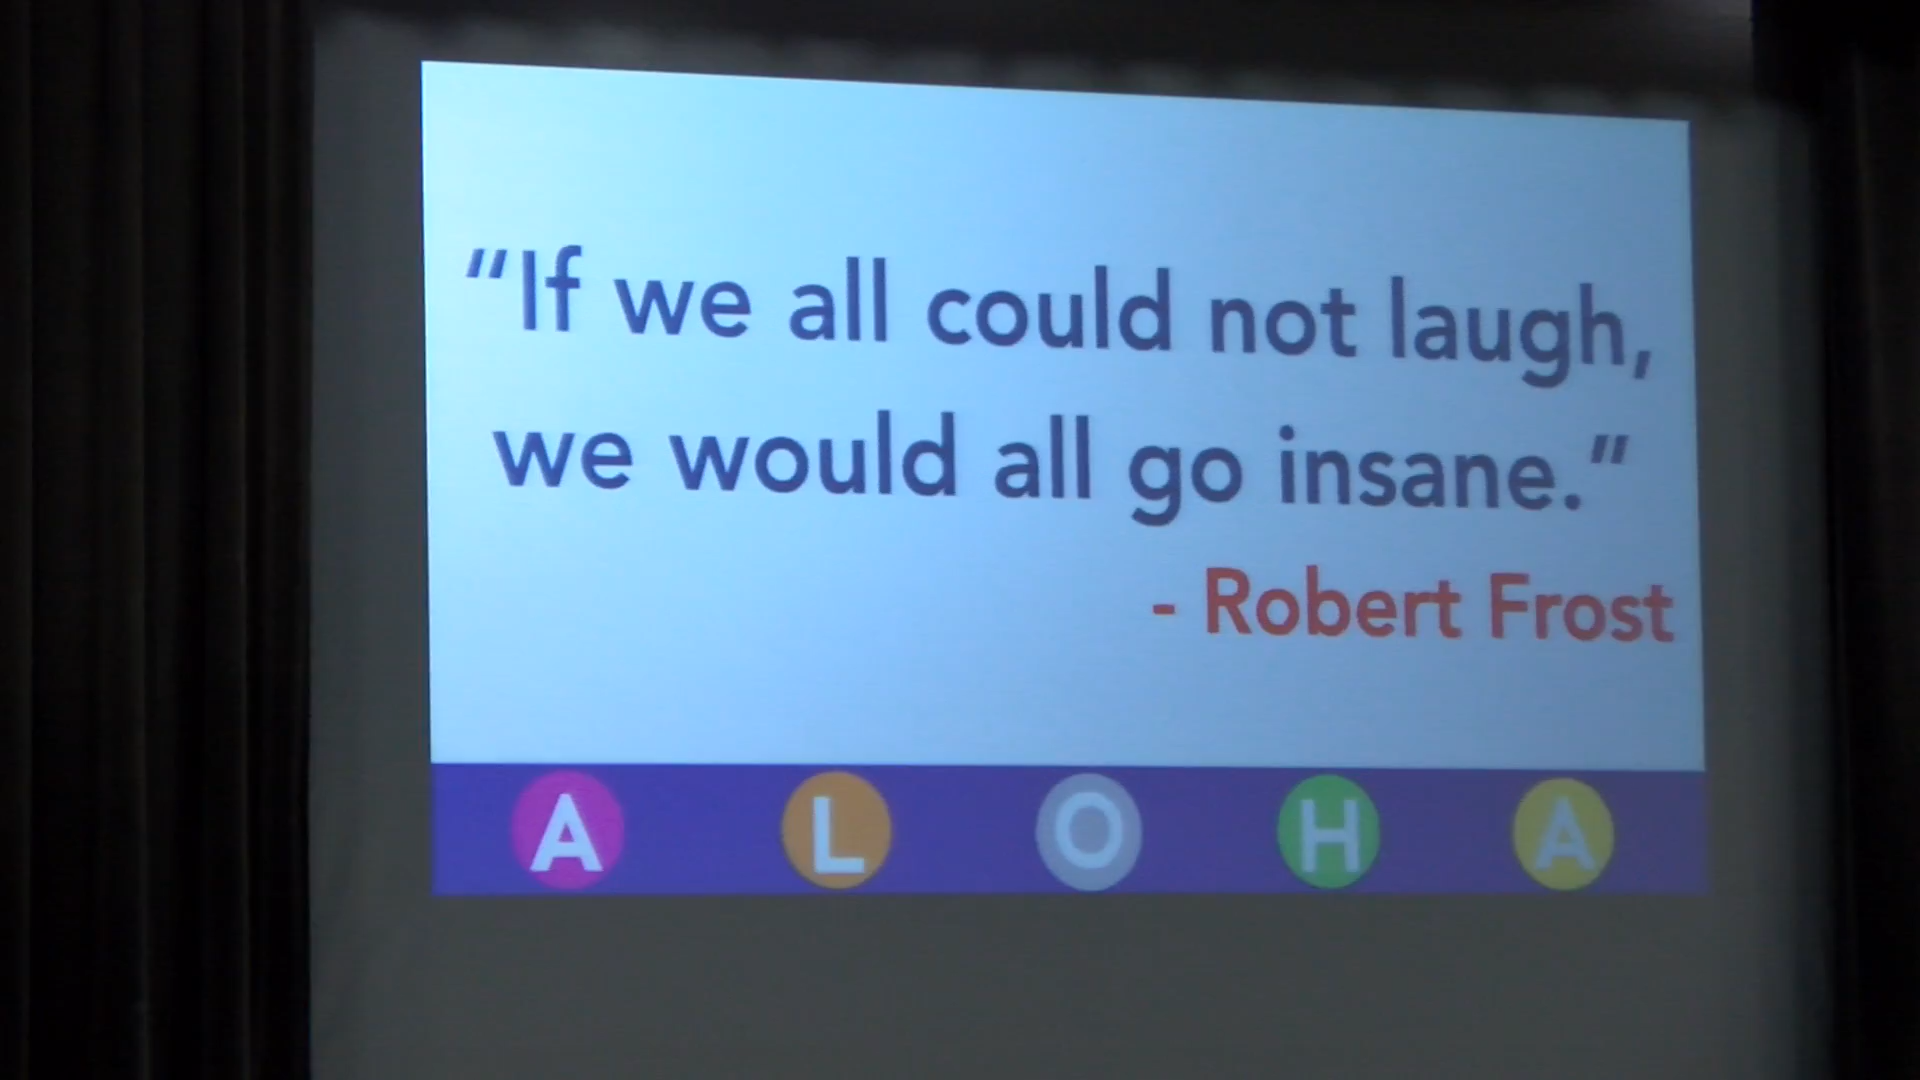 “If we all could not laugh,
we would all go insane.”
- Robert Frost
A L O H A